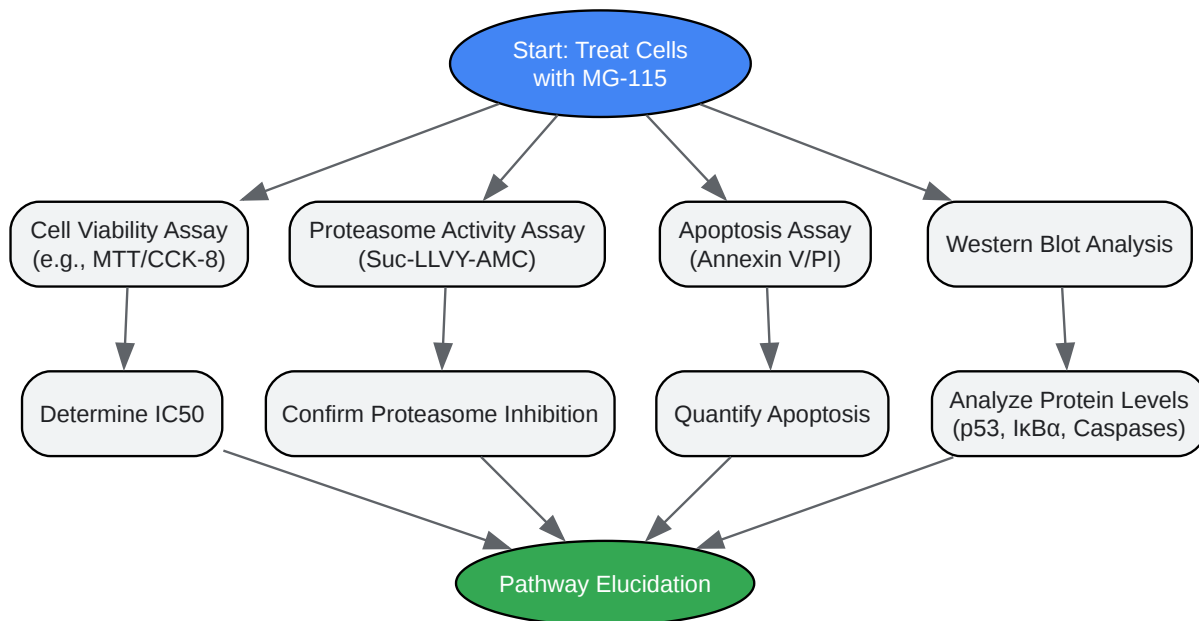 Start: Treat Cells
with MG-115
Cell Viability Assay
(e.g., MTT/CCK-8)
Proteasome Activity Assay
(Suc-LLVY-AMC)
Apoptosis Assay
(Annexin V/PI)
Western Blot Analysis
Determine IC50
Confirm Proteasome Inhibition
Quantify Apoptosis
Analyze Protein Levels
(p53, IκBα, Caspases)
Pathway Elucidation